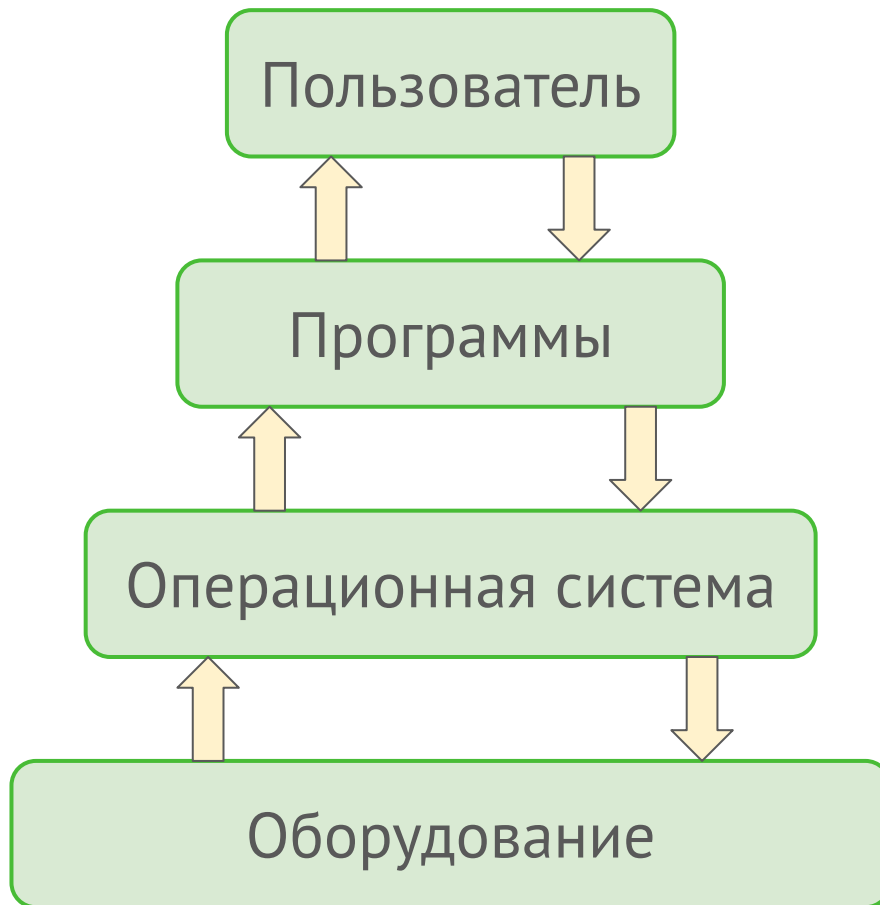 Пользователь
Программы
Операционная система
Оборудование